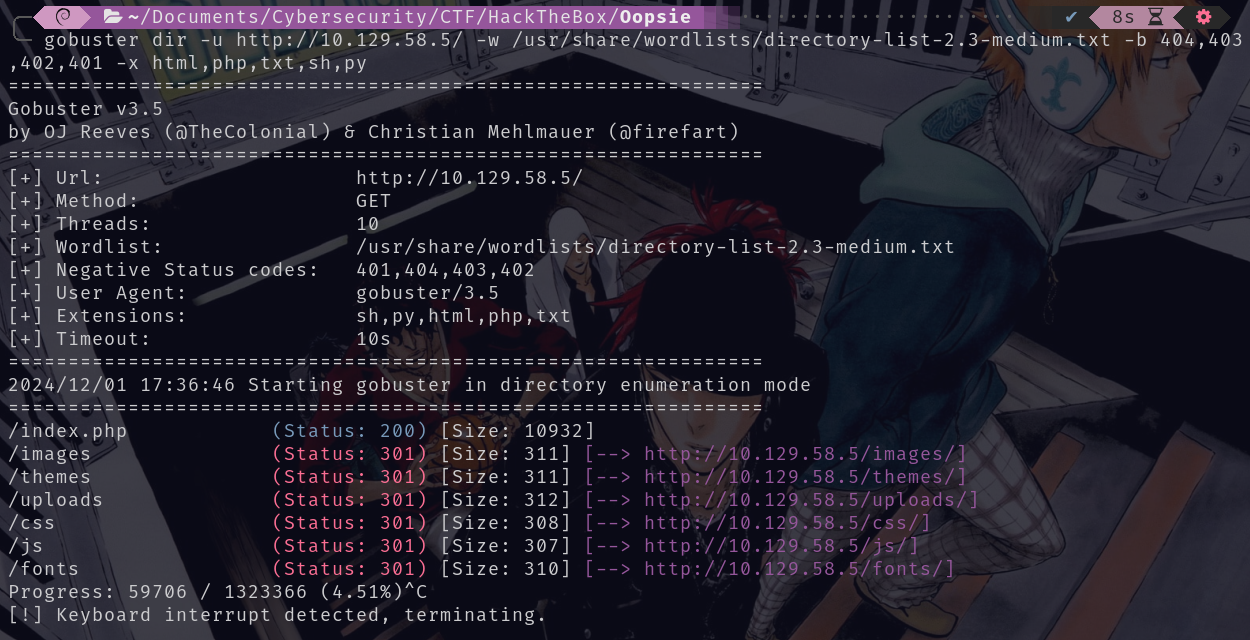 ~/Documents/Cybersecurity/CTF/HackTheBox/Oopsie ✔ 8s
gobuster dir -u http://10.129.58.5/ -w /usr/share/wordlists/directory-list-2.3-medium.txt -b 404,403
,402,401 -x html,php,txt,sh,py
===============================================================
Gobuster v3.5
by OJ Reeves (@TheColonial) & Christian Mehlmauer (@firefart)
===============================================================
[+] Url:                     http://10.129.58.5/
[+] Method:                  GET
[+] Threads:                 10
[+] Wordlist:                /usr/share/wordlists/directory-list-2.3-medium.txt
[+] Negative Status codes:   401,404,403,402
[+] User Agent:              gobuster/3.5
[+] Extensions:              sh,py,html,php,txt
[+] Timeout:                 10s
===============================================================
2024/12/01 17:36:46 Starting gobuster in directory enumeration mode
===============================================================
/index.php            (Status: 200) [Size: 10932]
/images               (Status: 301) [Size: 311] [--> http://10.129.58.5/images/]
/themes               (Status: 301) [Size: 311] [--> http://10.129.58.5/themes/]
/uploads              (Status: 301) [Size: 312] [--> http://10.129.58.5/uploads/]
/css                  (Status: 301) [Size: 308] [--> http://10.129.58.5/css/]
/js                   (Status: 301) [Size: 307] [--> http://10.129.58.5/js/]
/fonts                (Status: 301) [Size: 310] [--> http://10.129.58.5/fonts/]
Progress: 59706 / 1323366 (4.51%)^C
[!] Keyboard interrupt detected, terminating.